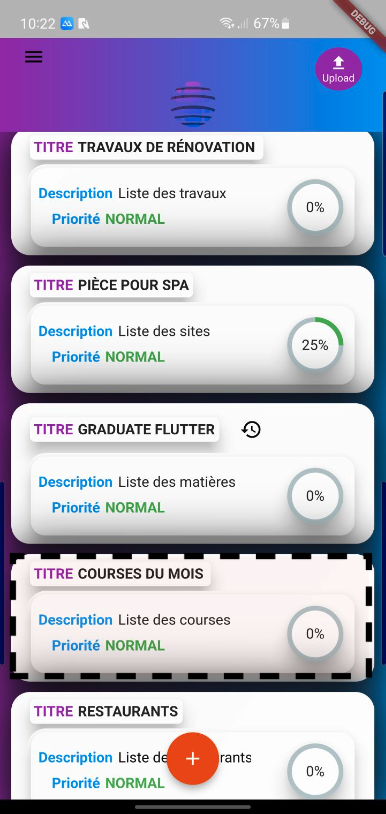 10:22
67%
DEBUG
Upload
TITRE TRAVAUX DE RÉNOVATION
Description Liste des travaux
0%
Priorité NORMAL
TITRE PIÈCE POUR SPA
Description Liste des sites
25%
Priorité NORMAL
TITRE GRADUATE FLUTTER
Description Liste des matières
0%
Priorité NORMAL
TITRE COURSES DU MOIS
Description Liste des courses
0%
Priorité NORMAL
TITRE RESTAURANTS
Description Liste de rants
0%
Priorité NORMAL